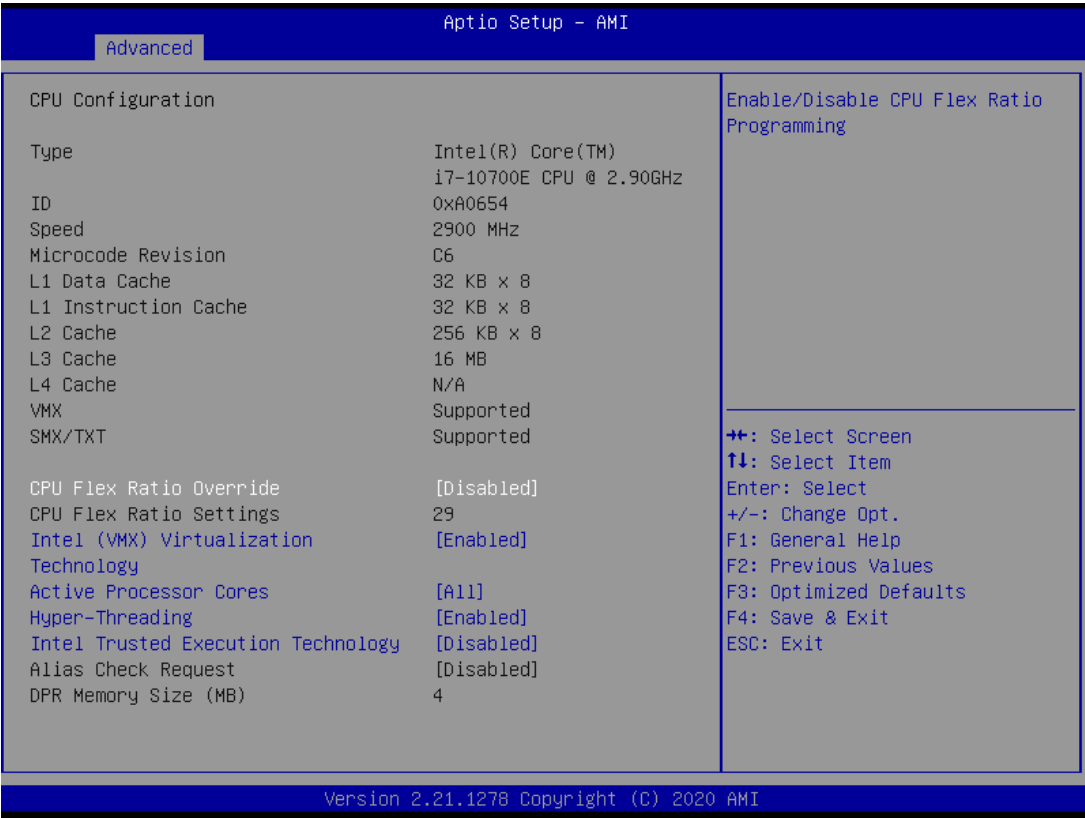 Aptio Setup – AMI
Advanced
CPU Configuration
Type Intel(R) Core(TM)
i7-10700E CPU @ 2.90GHz
ID 0xA0654
Speed 2900 MHz
Microcode Revision C6
L1 Data Cache 32 KB x 8
L1 Instruction Cache 32 KB x 8
L2 Cache 256 KB x 8
L3 Cache 16 MB
L4 Cache N/A
VMX Supported
SMX/TXT Supported
CPU Flex Ratio Override [Disabled]
CPU Flex Ratio Settings 29
Intel (VMX) Virtualization [Enabled]
Technology
Active Processor Cores [All]
Hyper-Threading [Enabled]
Intel Trusted Execution Technology [Disabled]
Alias Check Request [Disabled]
DPR Memory Size (MB) 4
Enable/Disable CPU Flex Ratio
Programming
→←: Select Screen
↑↓: Select Item
Enter: Select
+/-: Change Opt.
F1: General Help
F2: Previous Values
F3: Optimized Defaults
F4: Save & Exit
ESC: Exit
Version 2.21.1278 Copyright (C) 2020 AMI